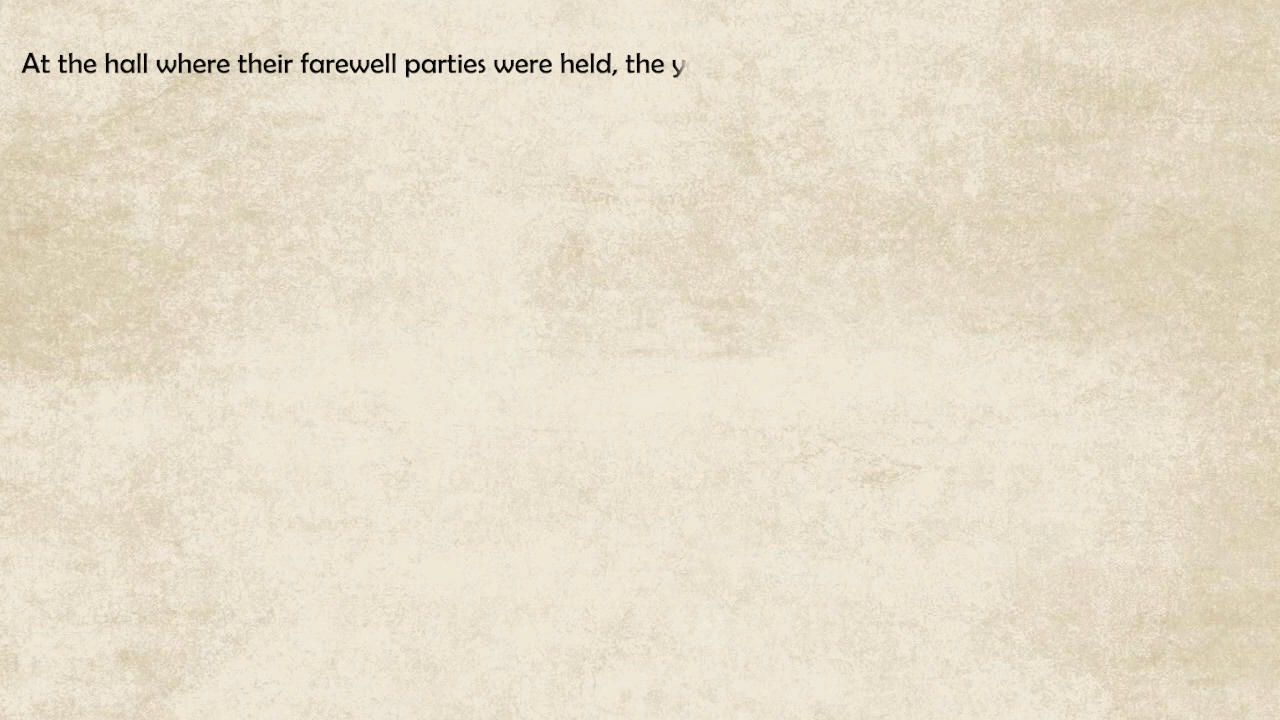 At the hall where their farewell parties were held, the y